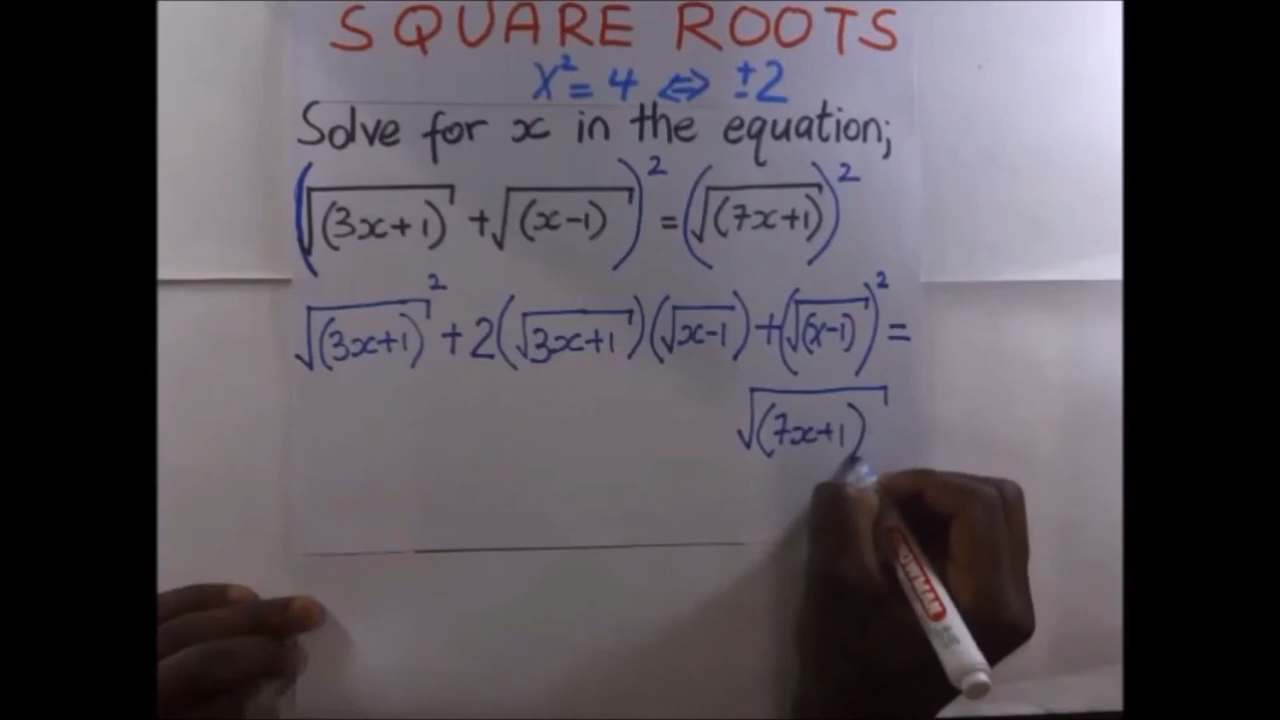 SQUARE ROOTS
x² = 4 ⇔ ±2
Solve for x in the equation;
(√(3x+1) + √(x-1))² = (√(7x+1))²
√(3x+1)² + 2(√3x+1)(√x-1) + (√(x-1))² =
√(7x+1)